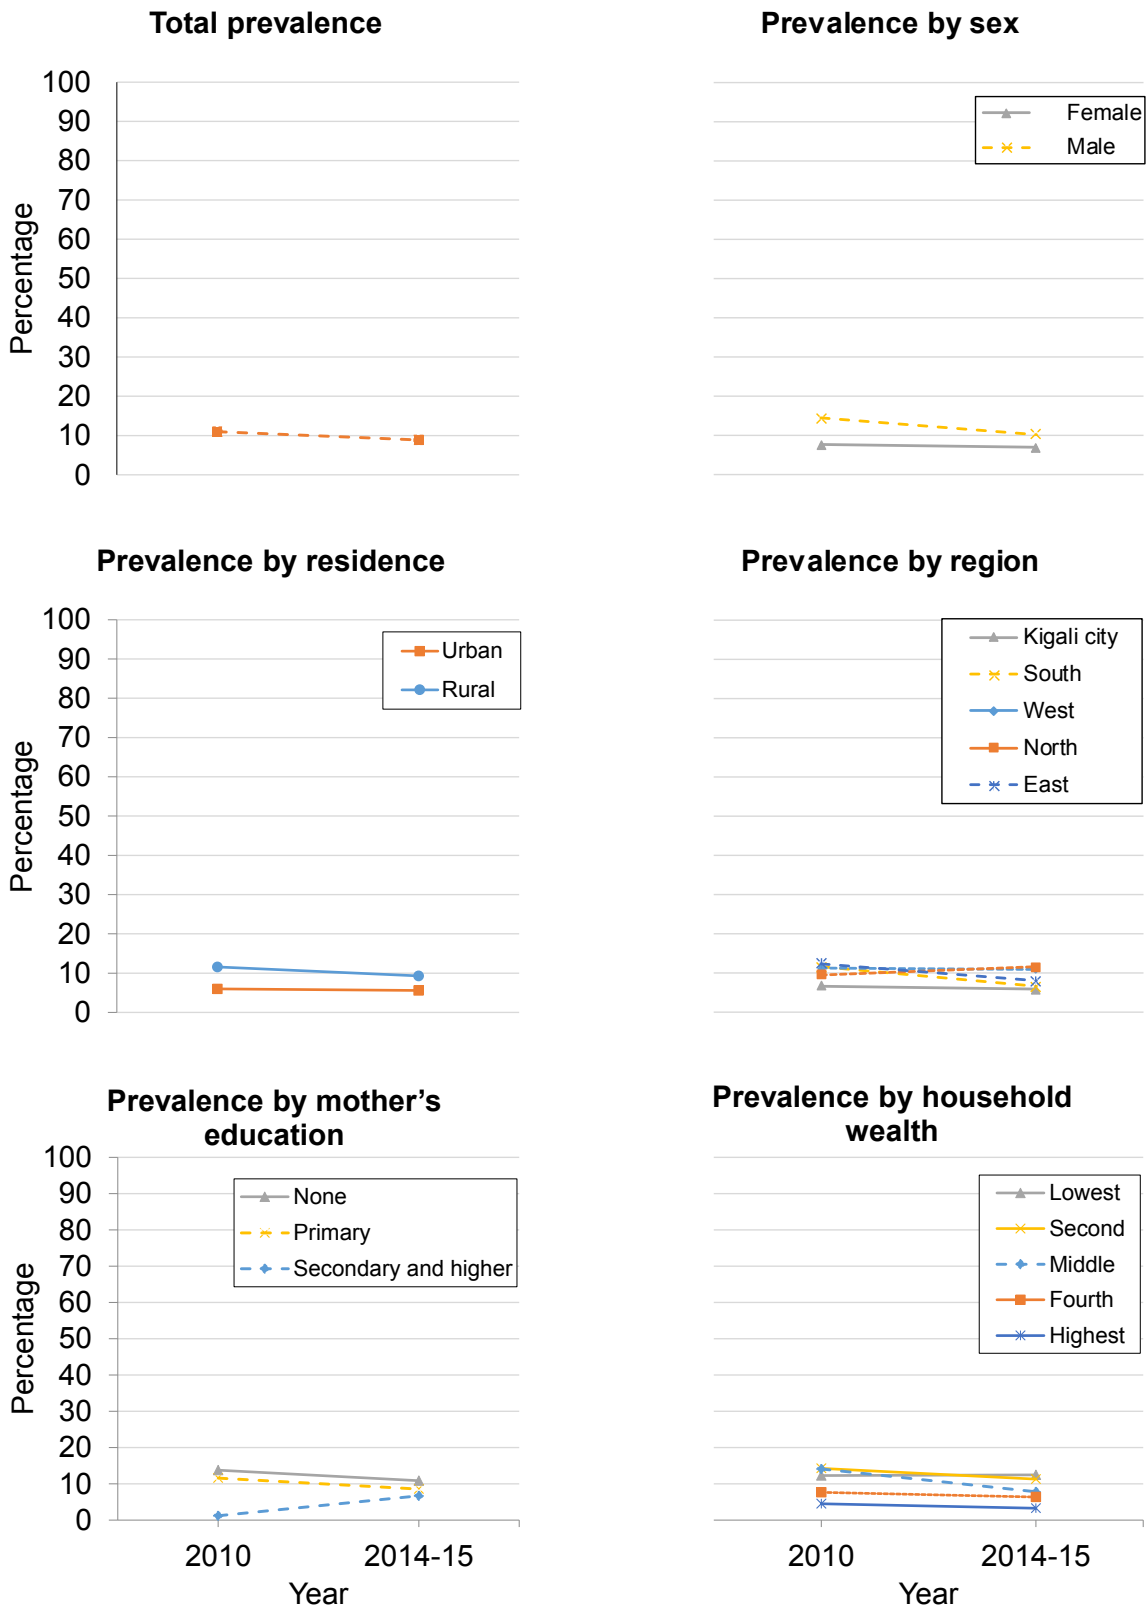 Total prevalence
Percentage
100
90
80
70
60
50
40
30
20
10
0
Prevalence by sex
Female
Male
Prevalence by residence
Percentage
100
90
80
70
60
50
40
30
20
10
0
Urban
Rural
Prevalence by region
Kigali city
South
West
North
East
Prevalence by mother’s
education
Percentage
100
90
80
70
60
50
40
30
20
10
0
None
Primary
Secondary and higher
2010
2014-15
Year
Prevalence by household
wealth
Lowest
Second
Middle
Fourth
Highest
2010
2014-15
Year